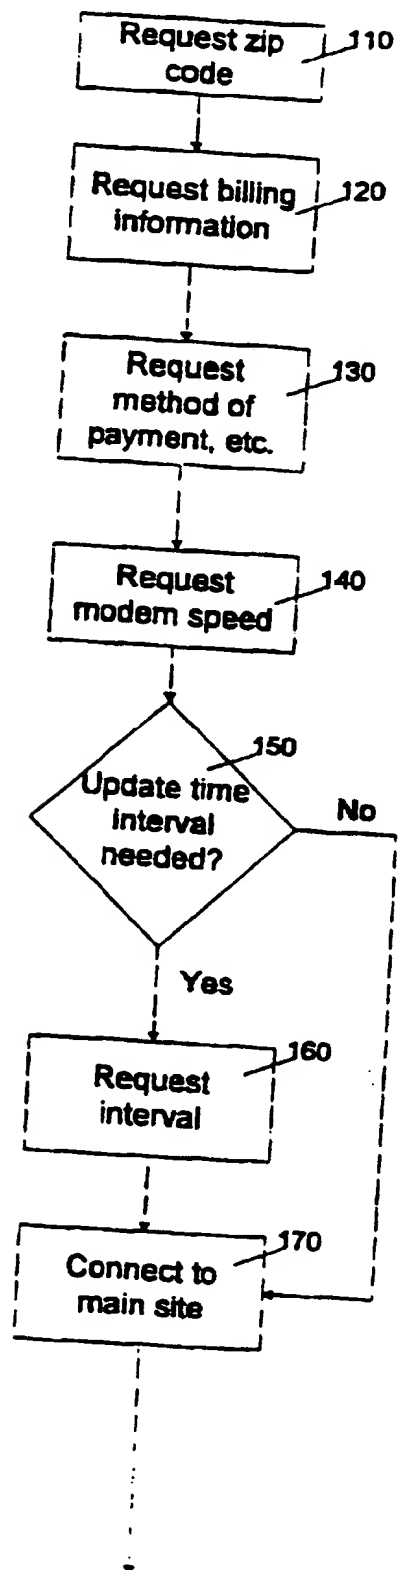 Request zip 110
code
Request billing 120
information
Request 130
method of
payment, etc.
Request 140
modem speed
150
Update time
interval No
needed?
Yes
160
Request
interval
170
Connect to
main site